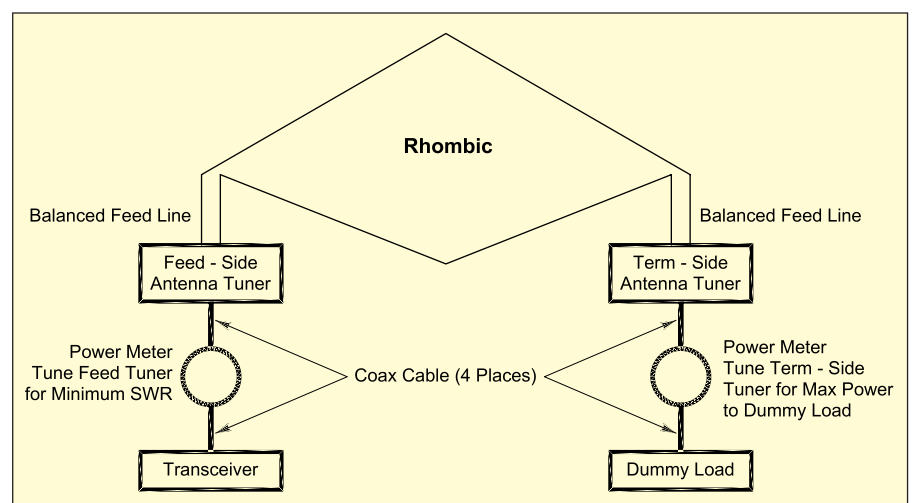 Rhombic
Balanced Feed Line
Balanced Feed Line
Feed - Side
Antenna Tuner
Term - Side
Antenna Tuner
Power Meter
Tune Feed Tuner
for Minimum SWR
Coax Cable (4 Places)
Power Meter
Tune Term - Side
Tuner for Max Power
to Dummy Load
Transceiver
Dummy Load